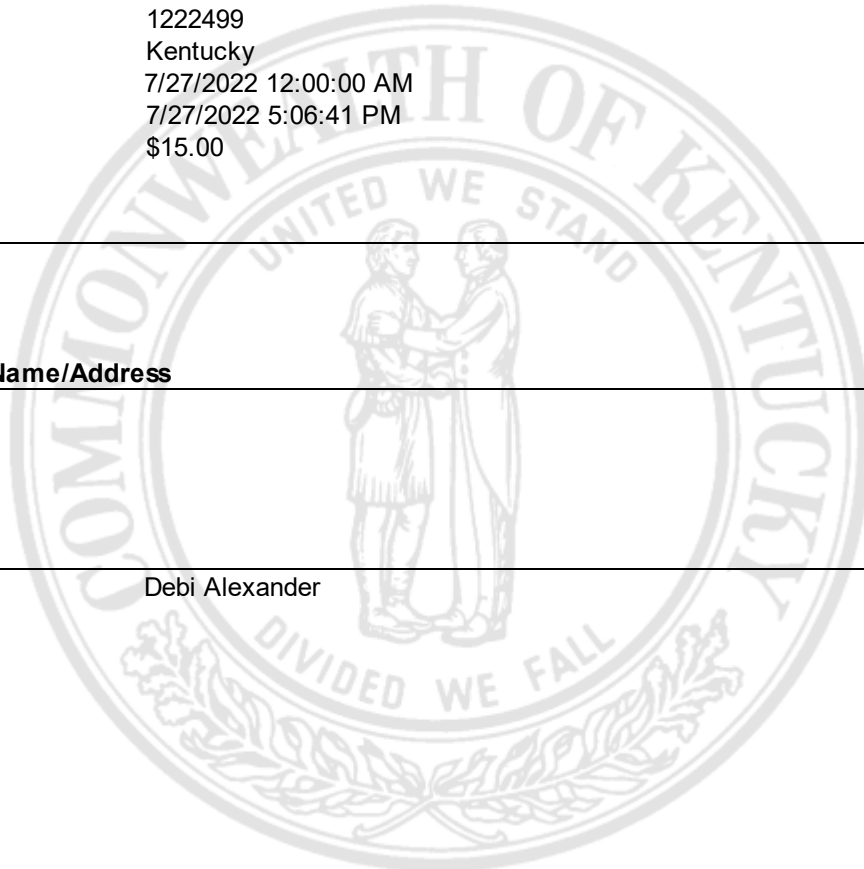 1222499
Kentucky
7/27/2022 12:00:00 AM
7/27/2022 5:06:41 PM
$15.00
COMMONWEALTH OF KENTUCKY
UNITED WE STAND
Name/Address
Debi Alexander
DIVIDED WE FALL